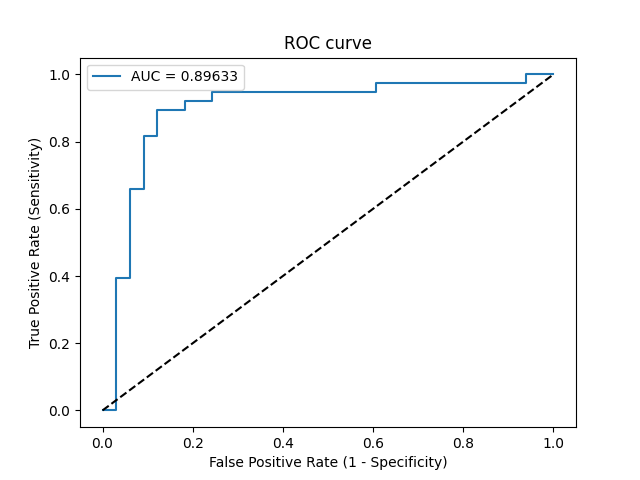 ROC curve
AUC = 0.89633
1.0
0.8
0.6
0.4
0.2
0.0
True Positive Rate (Sensitivity)
0.0 0.2 0.4 0.6 0.8 1.0
False Positive Rate (1 - Specificity)